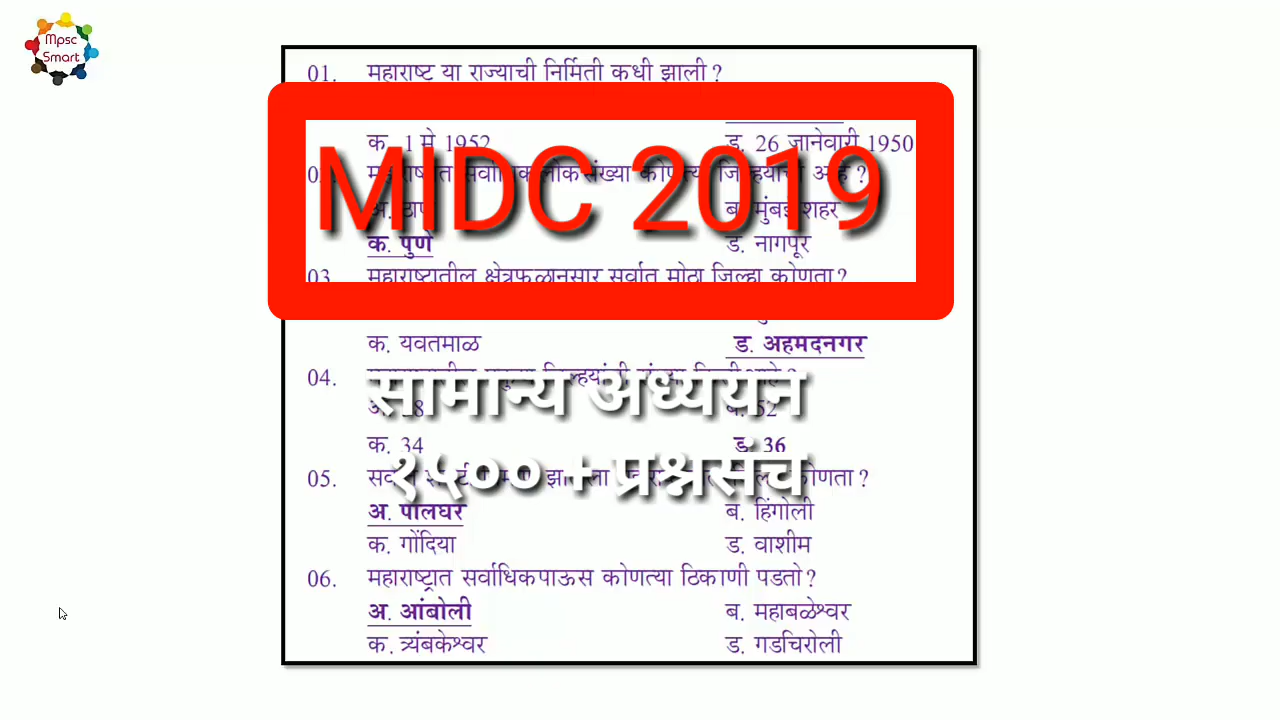 Mpsc
Smart
01. महाराष्ट या राज्याची निर्मिती कधी झाली ?
क. 1 मे 1952 ड. 26 जानेवारी 1950
MIDC 2019
क. पुणे ड. नागपूर
03. महाराष्टातील क्षेत्रफळानुसार सर्वात मोठा जिल्हा कोणता ?
क. यवतमाळ ड. अहमदनगर
04.
सामान्य अध्ययन
ब. 52
क. 34 ड. 36
१५०० + प्रश्नसंच
05. कोणता ?
अ. पालघर ब. हिंगोली
क. गोंदिया ड. वाशीम
06. महाराष्ट्रात सर्वाधिकपाऊस कोणत्या ठिकाणी पडतो ?
अ. आंबोली ब. महाबळेश्वर
क. त्र्यंबकेश्वर ड. गडचिरोली